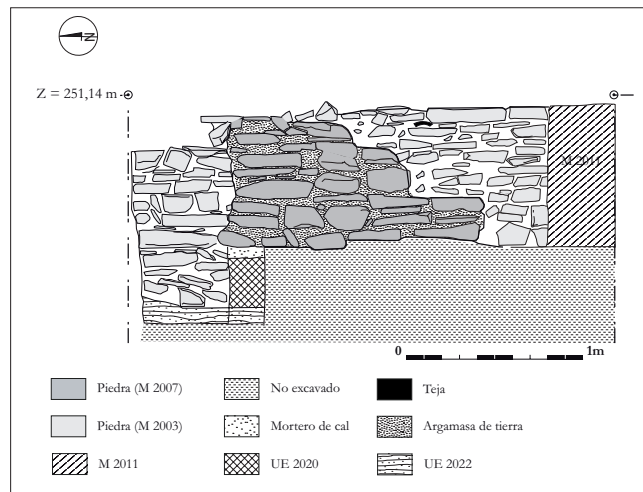 N
Z = 251,14 m
M 2011
0 1m
Piedra (M 2007) No excavado Teja
Piedra (M 2003) Mortero de cal Argamasa de tierra
M 2011 UE 2020 UE 2022